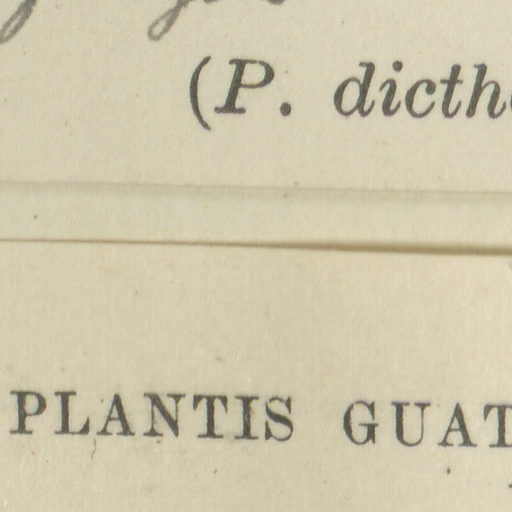 (P. dicth
PLANTIS GUAT